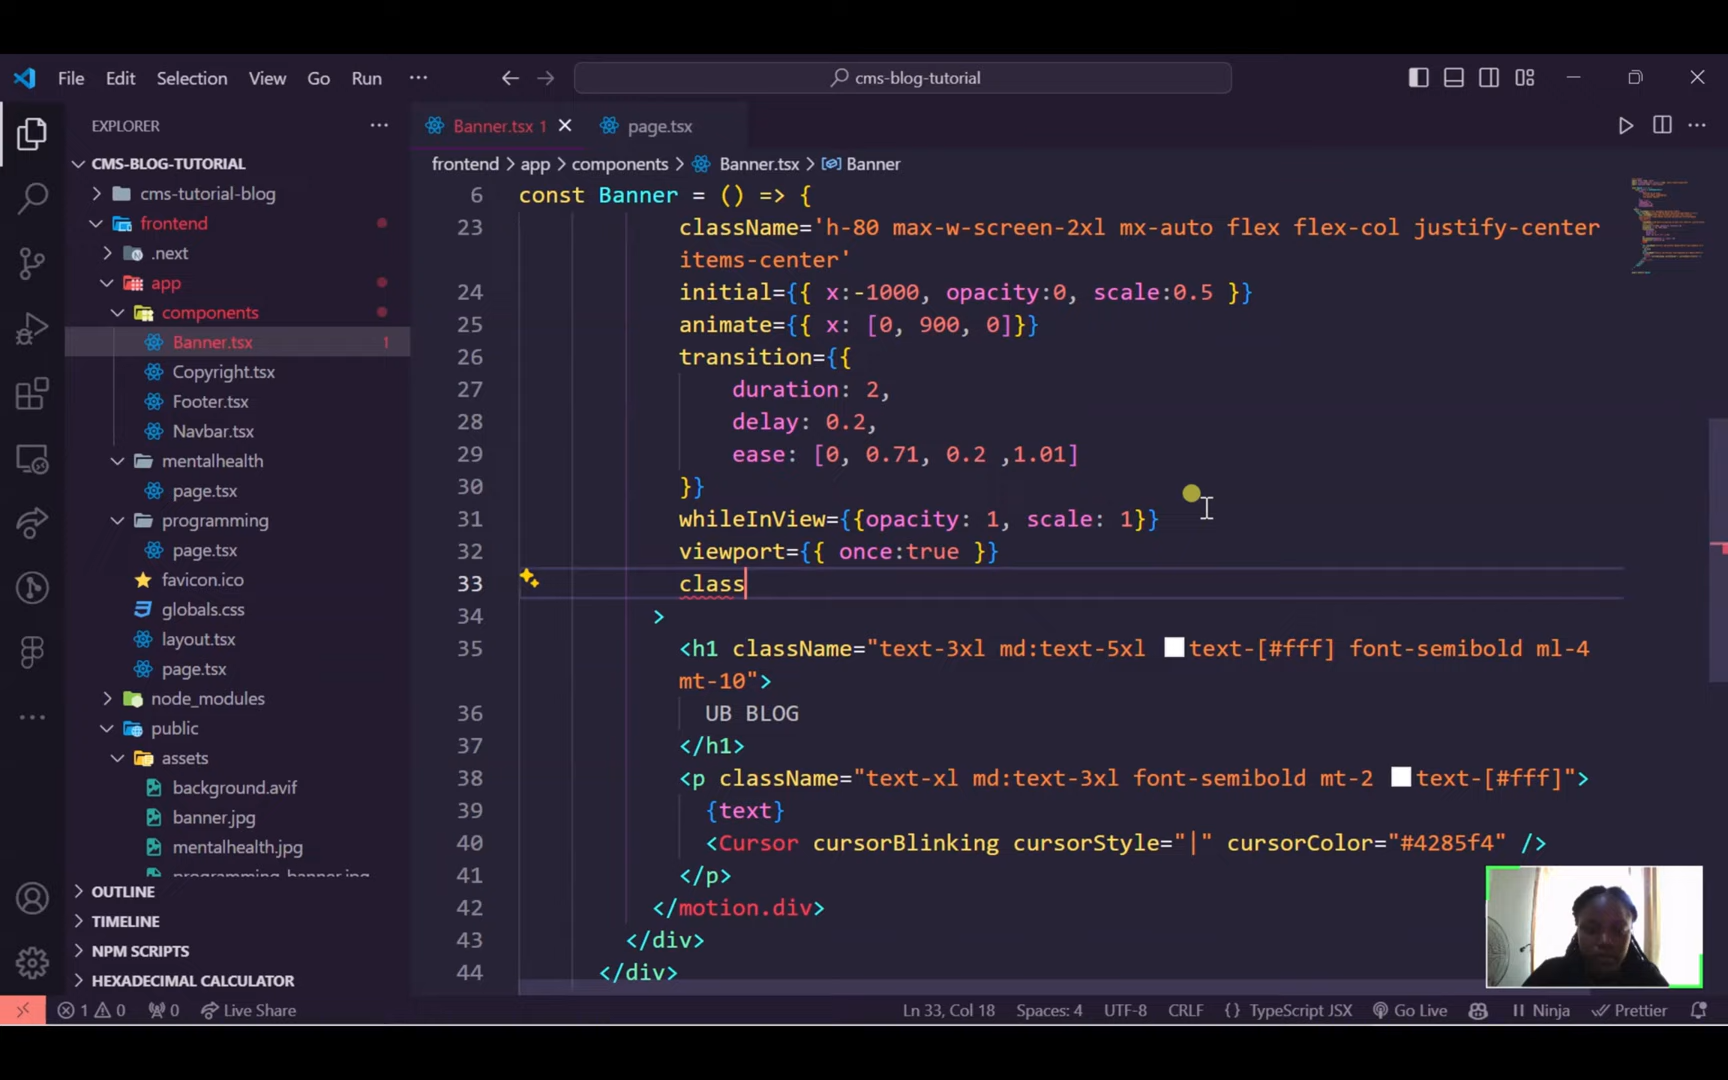 File Edit Selection View Go Run ··· cms-blog-tutorial
EXPLORER ···
Banner.tsx 1 page.tsx
CMS-BLOG-TUTORIAL
cms-tutorial-blog
frontend
.next
app
components
Banner.tsx 1
Copyright.tsx
Footer.tsx
Navbar.tsx
mentalhealth
page.tsx
programming
page.tsx
favicon.ico
globals.css
layout.tsx
page.tsx
node_modules
public
assets
background.avif
banner.jpg
mentalhealth.jpg
programming-banner.jpg
OUTLINE
TIMELINE
NPM SCRIPTS
HEXADECIMAL CALCULATOR
frontend > app > components > Banner.tsx > Banner
6 const Banner = () => {
23 className='h-80 max-w-screen-2xl mx-auto flex flex-col justify-center
items-center'
24 initial={{ x:-1000, opacity:0, scale:0.5 }}
25 animate={{ x: [0, 900, 0]}}
26 transition={{
27 duration: 2,
28 delay: 0.2,
29 ease: [0, 0.71, 0.2 ,1.01]
30 }}
31 whileInView={{opacity: 1, scale: 1}}
32 viewport={{ once:true }}
33 class
34 >
35 <h1 className="text-3xl md:text-5xl text-[#fff] font-semibold ml-4
mt-10">
36 UB BLOG
37 </h1>
38 <p className="text-xl md:text-3xl font-semibold mt-2 text-[#fff]">
39 {text}
40 <Cursor cursorBlinking cursorStyle="|" cursorColor="#4285f4" />
41 </p>
42 </motion.div>
43 </div>
44 </div>
1 0 0 Live Share Ln 33, Col 18 Spaces: 4 UTF-8 CRLF {} TypeScript JSX Go Live Ninja Prettier